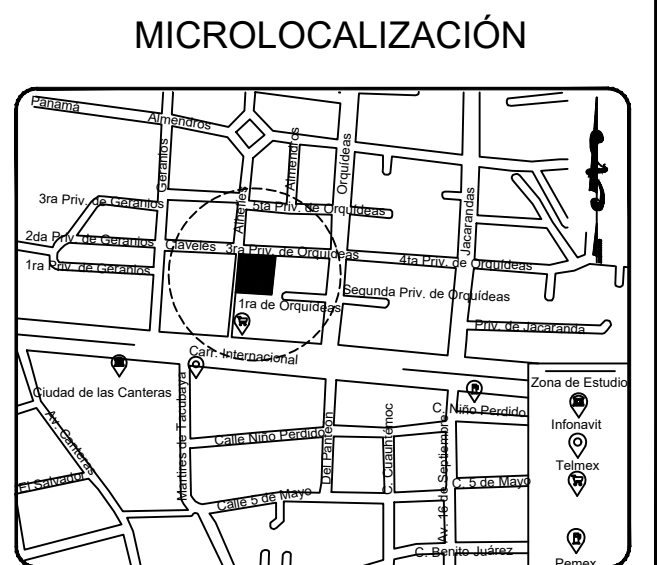 MICROLOCALIZACIÓN
Panamá
Almendros
Geranios
Almendros
Orquídeas
Alheries
Jacarandas
3ra Priv. de Geranios
5ta Priv. de Orquídeas
2da Priv. de Geranios
Claveles
3ra Priv. de Orquídeas
4ta Priv. de Orquídeas
1ra Priv. de Geranios
Segunda Priv. de Orquídeas
1ra de Orquídeas
Priv. de Jacaranda
Carr. Internacional
Ciudad de las Canteras
Martires de Tacubaya
Zona de Estudio
Infonavit
Telmex
Pemex
C. Niño Perdido
Av. Canteras
Calle Niño Perdido
Del Panteón
C. Cuauhtémoc
Av. 16 de Septiembre
El Salvador
Calle 5 de Mayo
C. 5 de Mayo
C. Benito Juárez